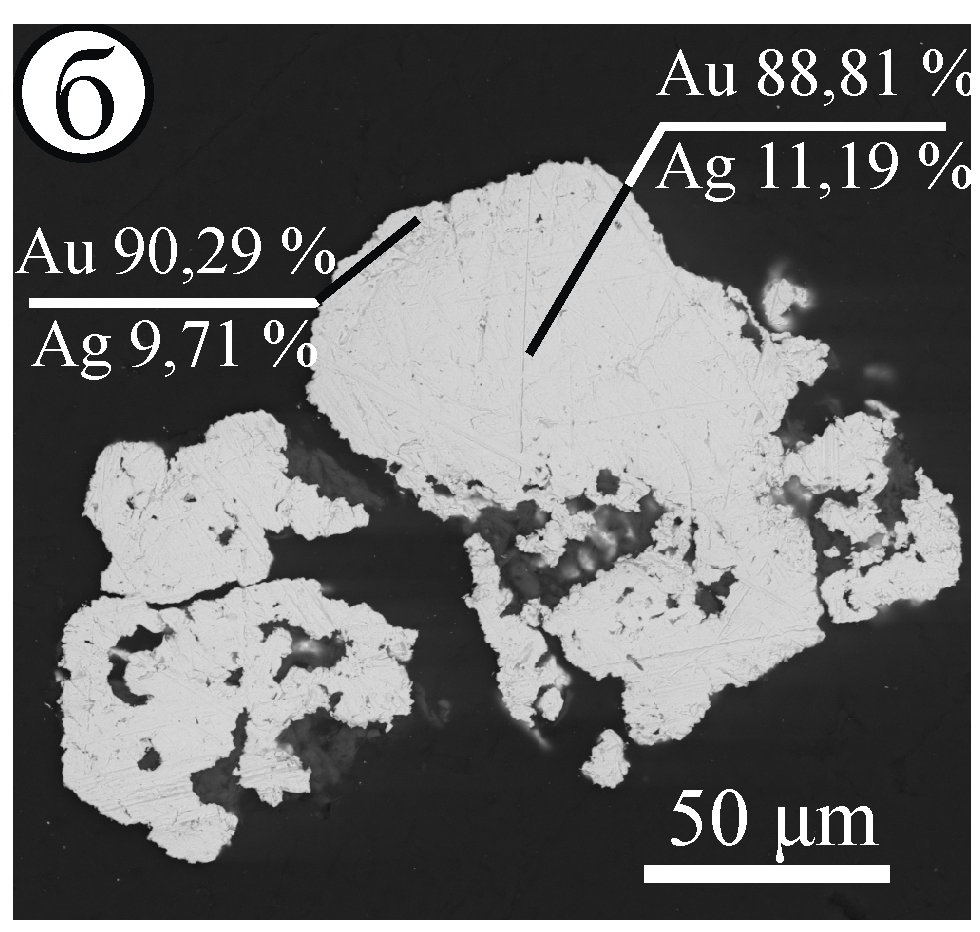 б
Au 88,81 %
Ag 11,19 %
Au 90,29 %
Ag 9,71 %
50 µm